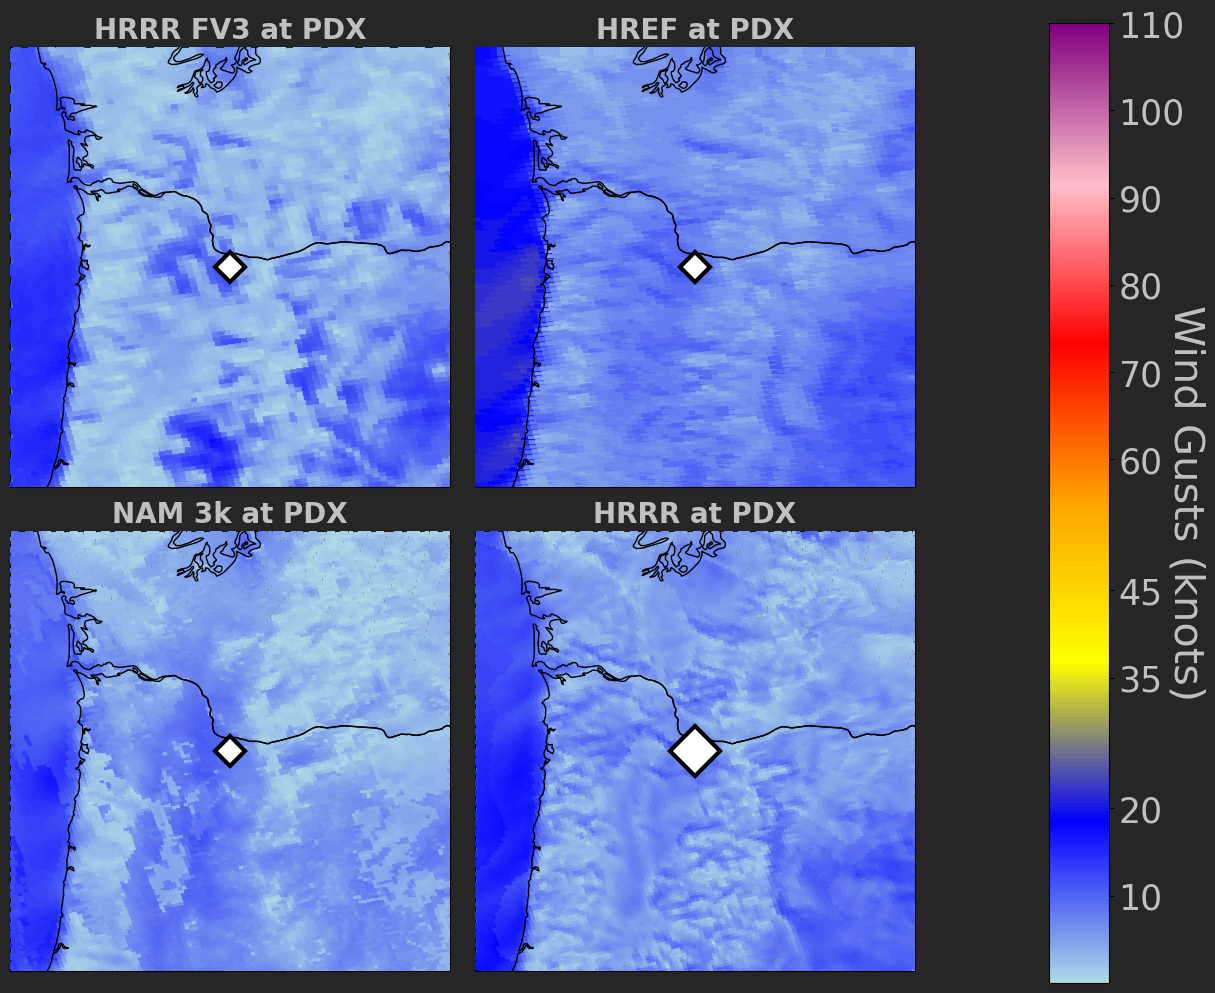 HRRR FV3 at PDX
HREF at PDX
NAM 3k at PDX
HRRR at PDX
110
100
90
80
70
60
45
35
20
10
Wind Gusts (knots)